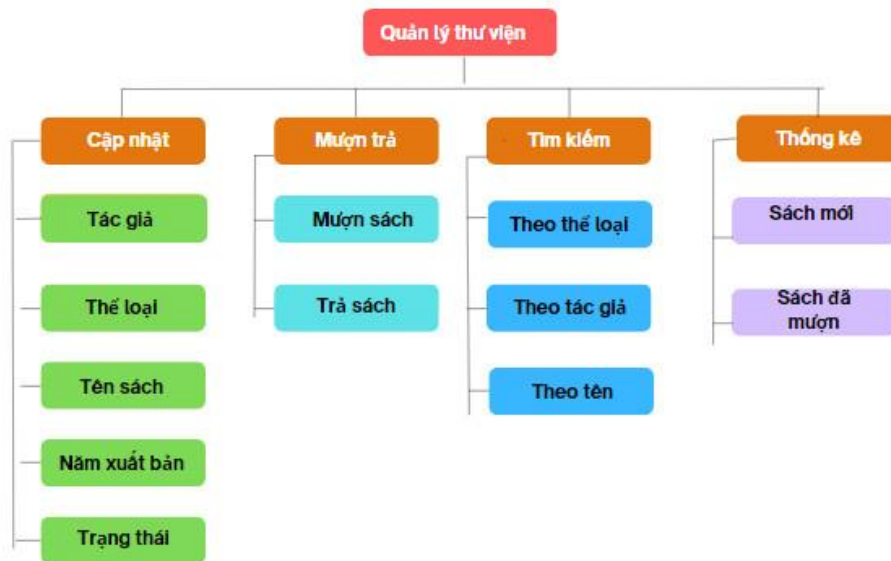 Quản lý thư viện
Cập nhật
Mượn trả
Tìm kiếm
Thống kê
Tác giả
Thể loại
Tên sách
Năm xuất bản
Trạng thái
Mượn sách
Trả sách
Theo thể loại
Theo tác giả
Theo tên
Sách mới
Sách đã
mượn